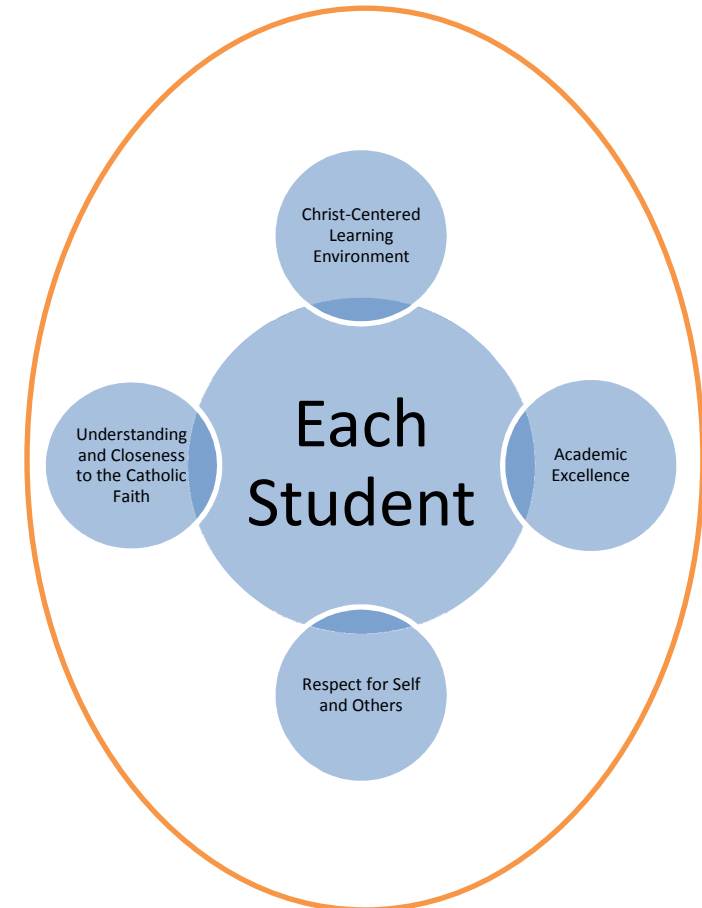 Christ-Centered
Learning
Environment
Understanding
and Closeness
to the Catholic
Faith
Each
Student
Academic
Excellence
Respect for Self
and Others